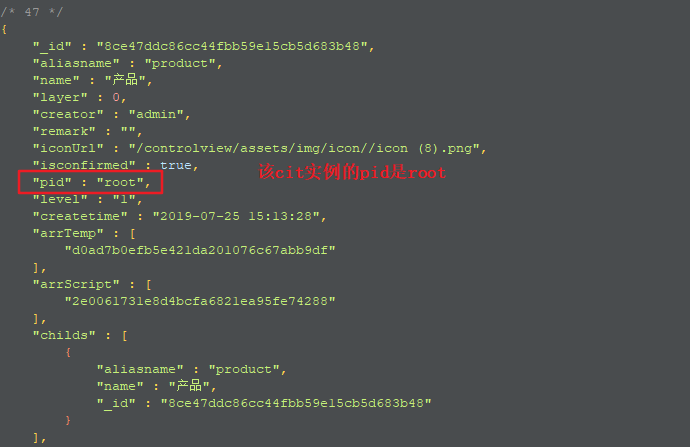 /* 47 */
{
"_id" : "8ce47ddc86cc44fbb59e15cb5d683b48",
"aliasname" : "product",
"name" : "产品",
"layer" : 0,
"creator" : "admin",
"remark" : "",
"iconUrl" : "/controlview/assets/img/icon//icon (8).png",
"isconfirmed" : true,
"pid" : "root", 该cit实例的pid是root
"level" : "1",
"createtime" : "2019-07-25 15:13:28",
"arrTemp" : [
"d0ad7b0efb5e421da201076c67abb9df"
],
"arrScript" : [
"2e0061731e8d4bcfa6821ea95fe74288"
],
"childs" : [
{
"aliasname" : "product",
"name" : "产品",
"_id" : "8ce47ddc86cc44fbb59e15cb5d683b48"
}
],